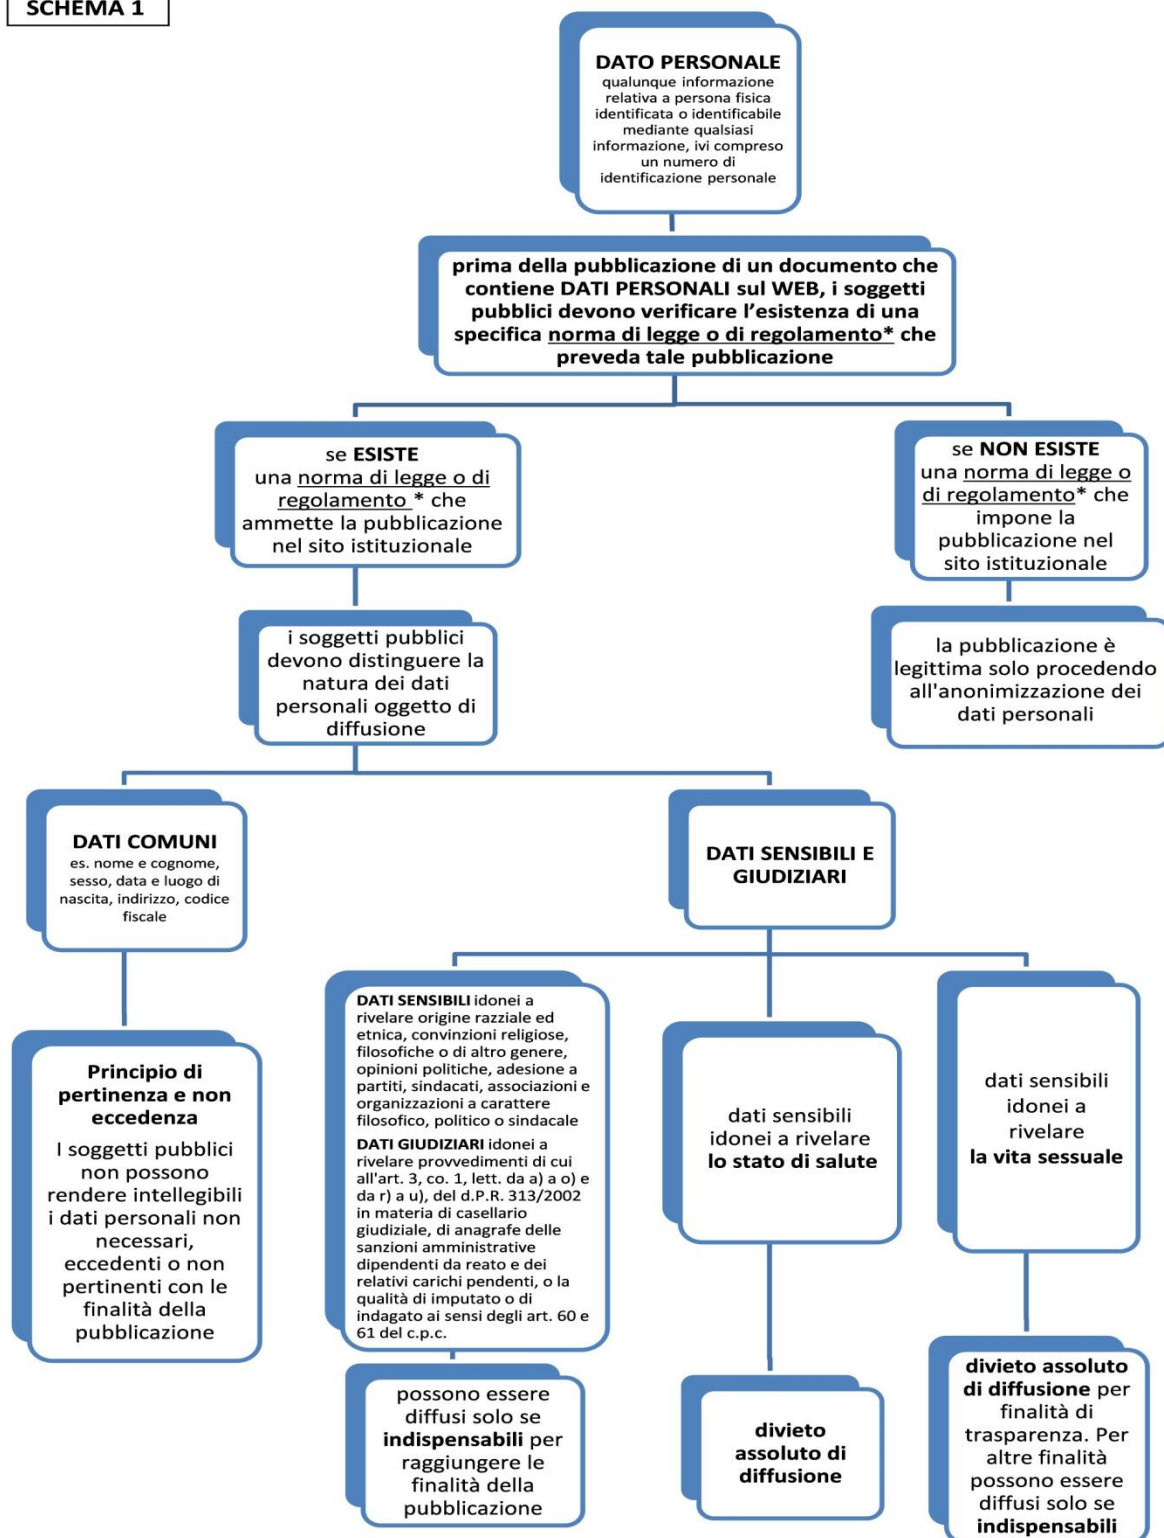 SCHEMA 1
DATO PERSONALE
qualunque informazione
relativa a persona fisica
identificata o identificabile
mediante qualsiasi
informazione, ivi compreso
un numero di
identificazione personale
prima della pubblicazione di un documento che
contiene DATI PERSONALI sul WEB, i soggetti
pubblici devono verificare l'esistenza di una
specifica norma di legge o di regolamento* che
preveda tale pubblicazione
se ESISTE
una norma di legge o di
regolamento * che
ammette la pubblicazione
nel sito istituzionale
se NON ESISTE
una norma di legge o
di regolamento* che
impone la
pubblicazione nel
sito istituzionale
i soggetti pubblici
devono distinguere la
natura dei dati
personali oggetto di
diffusione
la pubblicazione è
legittima solo procedendo
all'anonimizzazione dei
dati personali
DATI COMUNI
es. nome e cognome,
sesso, data e luogo di
nascita, indirizzo, codice
fiscale
DATI SENSIBILI E
GIUDIZIARI
Principio di
pertinenza e non
eccedenza
I soggetti pubblici
non possono
rendere intellegibili
i dati personali non
necessari,
eccedenti o non
pertinenti con le
finalità della
pubblicazione
DATI SENSIBILI idonei a
rivelare origine razziale ed
etnica, convinzioni religiose,
filosofiche o di altro genere,
opinioni politiche, adesione a
partiti, sindacati, associazioni e
organizzazioni a carattere
filosofico, politico o sindacale
DATI GIUDIZIARI idonei a
rivelare provvedimenti di cui
all'art. 3, co. 1, lett. da a) a o) e
da r) a u), del d.P.R. 313/2002
in materia di casellario
giudiziale, di anagrafe delle
sanzioni amministrative
dipendenti da reato e dei
relativi carichi pendenti, o la
qualità di imputato o di
indagato ai sensi degli art. 60 e
61 del c.p.c.
dati sensibili
idonei a rivelare
lo stato di salute
dati sensibili
idonei a
rivelare
la vita sessuale
possono essere
diffusi solo se
indispensabili per
raggiungere le
finalità della
pubblicazione
divieto
assoluto di
diffusione
divieto assoluto
di diffusione per
finalità di
trasparenza. Per
altre finalità
possono essere
diffusi solo se
indispensabili